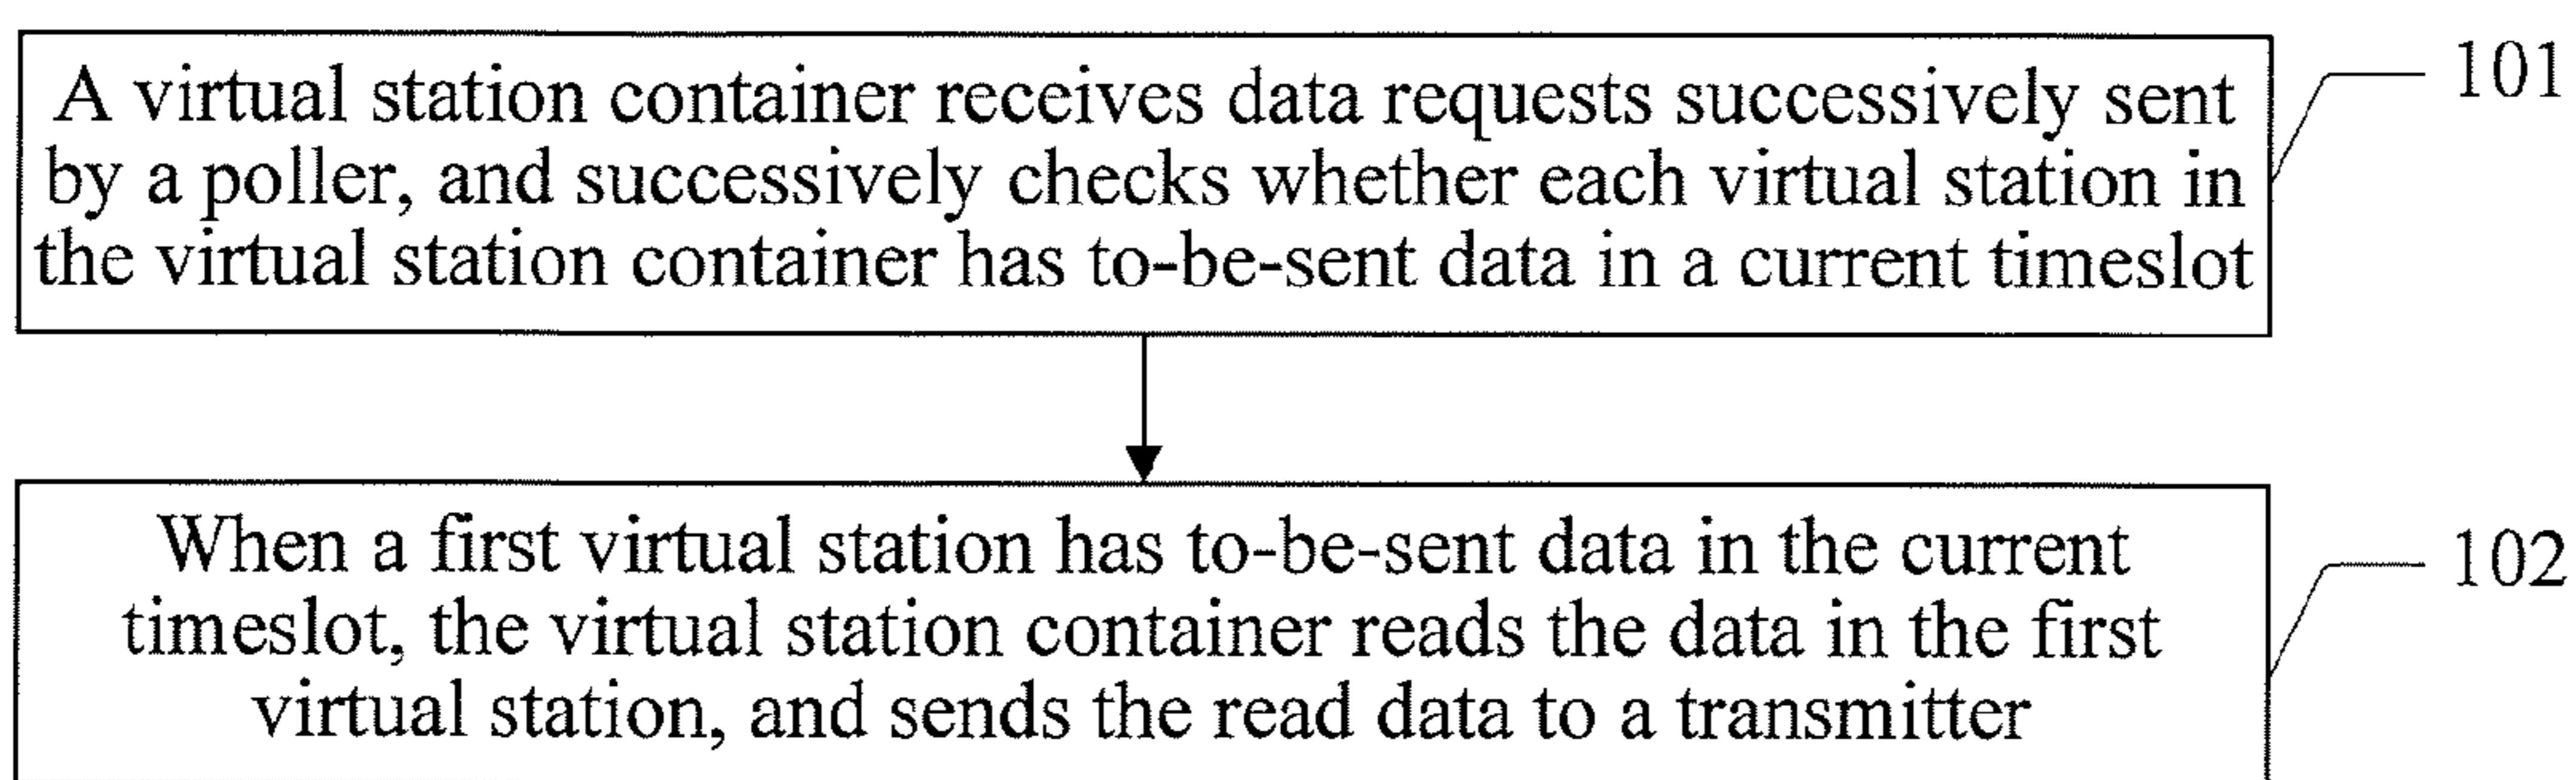 A virtual station container receives data requests successively sent
by a poller, and successively checks whether each virtual station in
the virtual station container has to-be-sent data in a current timeslot
101
When a first virtual station has to-be-sent data in the current
timeslot, the virtual station container reads the data in the first
virtual station, and sends the read data to a transmitter
102